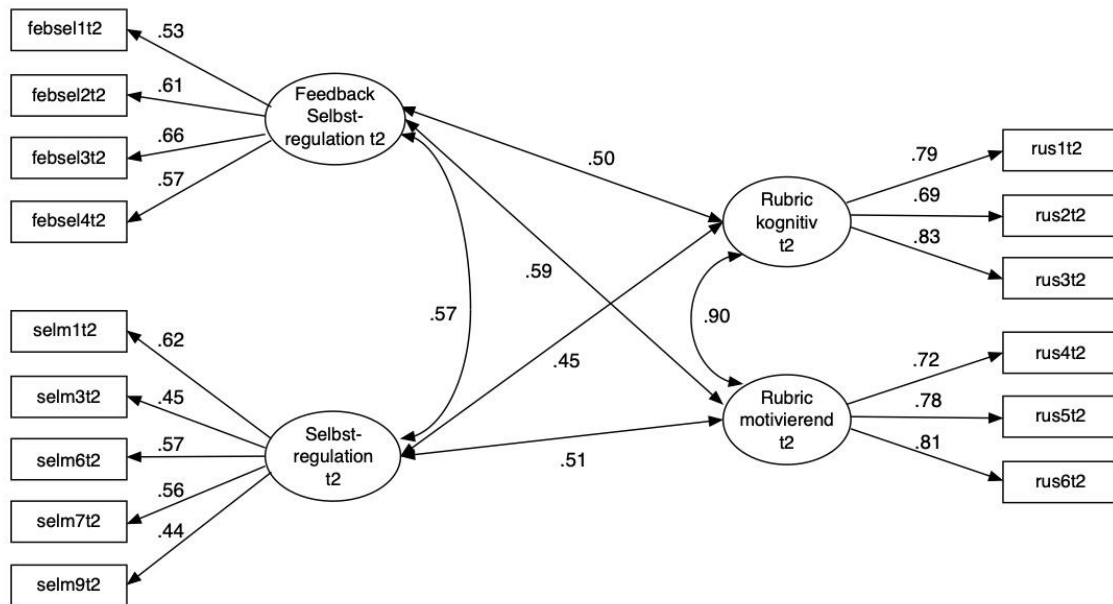 febsel1t2
.53
febsel2t2
.61
febsel3t2
.66
febsel4t2
.57
Feedback
Selbst-
regulation t2
.50
.59
.57
.45
.90
.51
Rubric
kognitiv
t2
.79
rus1t2
.69
rus2t2
.83
rus3t2
selm1t2
.62
selm3t2
.45
selm6t2
.57
selm7t2
.56
selm9t2
.44
Selbst-
regulation
t2
Rubric
motivierend
t2
.72
rus4t2
.78
rus5t2
.81
rus6t2